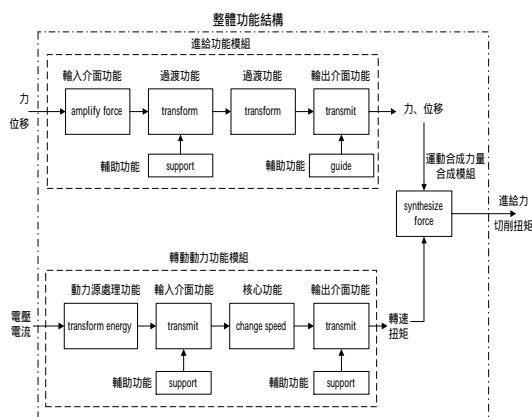 整體功能結構
進給功能模組
輸入介面功能 過渡功能 過渡功能 輸出介面功能
力
位移
amplify force transform transform transmit
力、位移
輔助功能 support 輔助功能 guide
運動合成力量
合成模組
synthesize
force
進給力
切削扭矩
轉動動力功能模組
動力源處理功能 輸入介面功能 核心功能 輸出介面功能
電壓
電流
transform energy transmit change speed transmit
轉速
扭矩
輔助功能 support 輔助功能 support